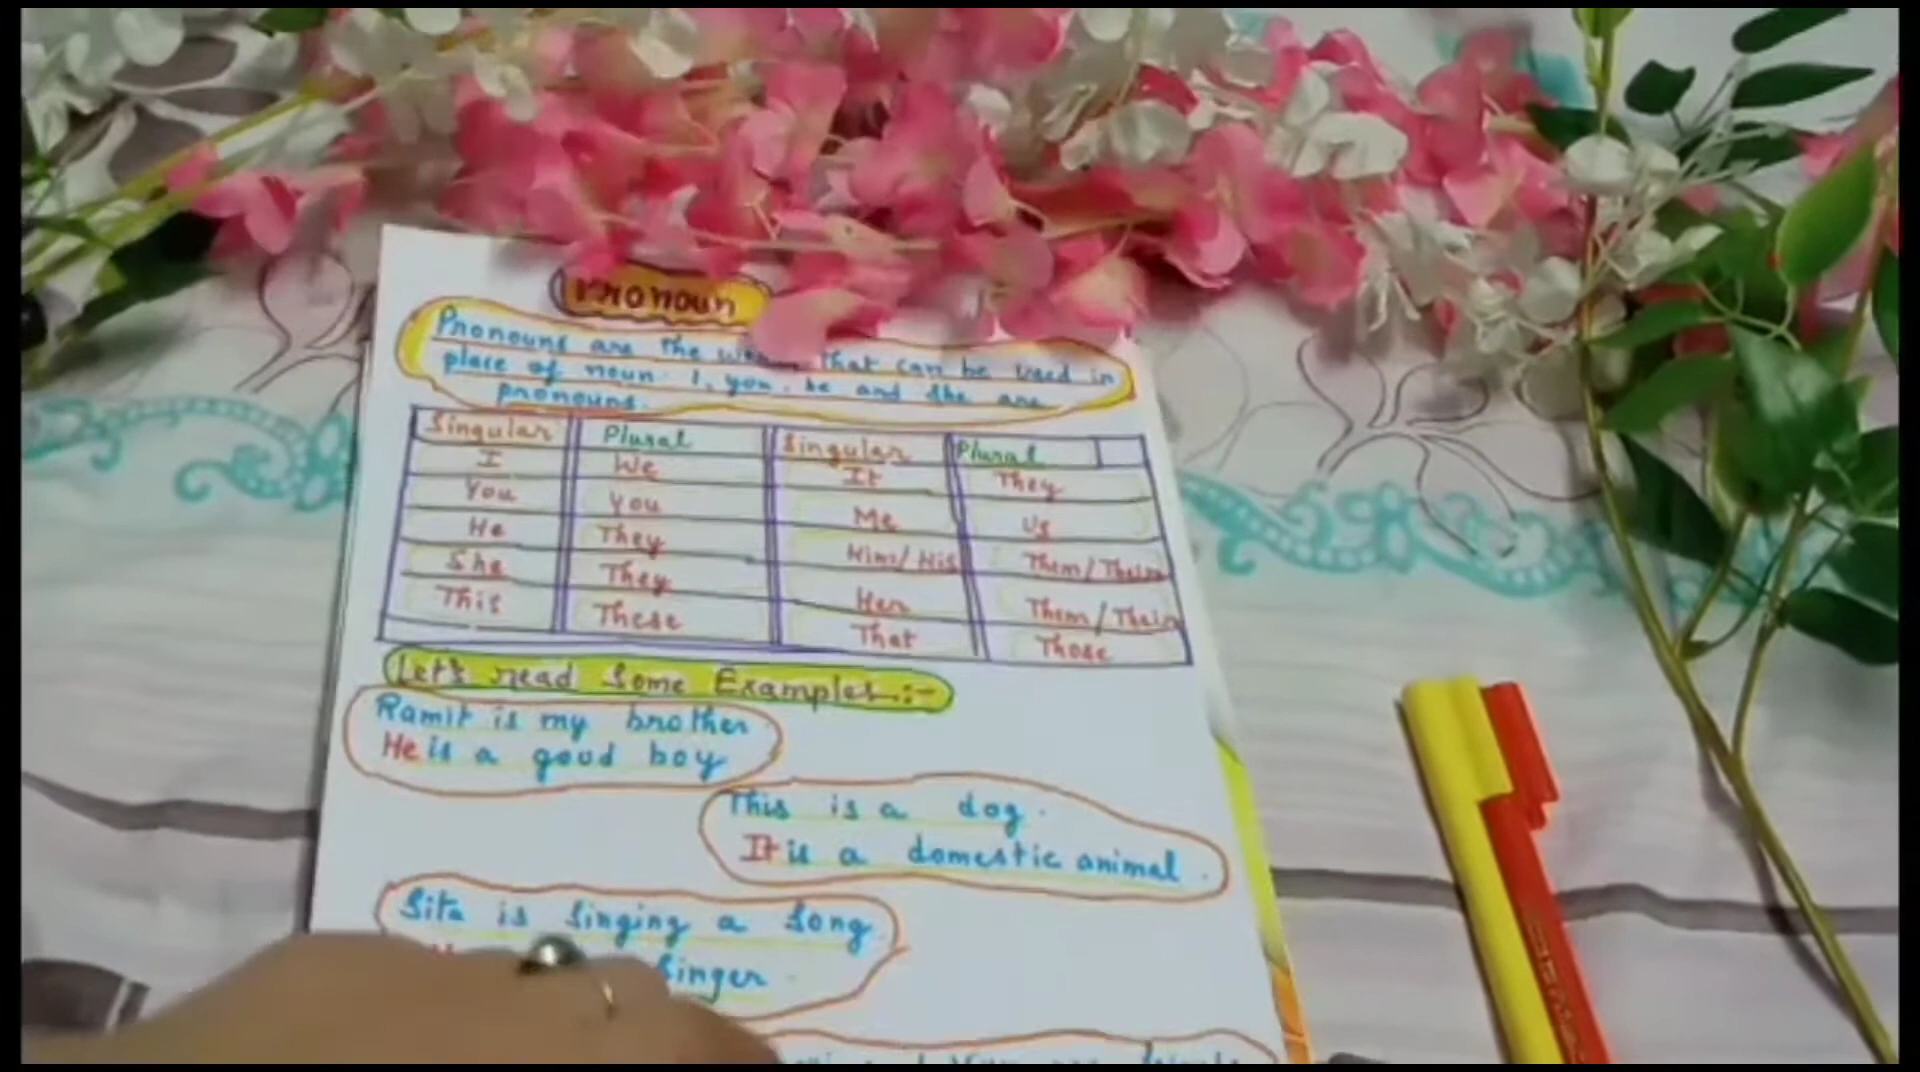 Pronoun
Pronouns are the that can be used in
place of noun. I, you, he and she are
pronouns.
Singular Plural Singular Plural
I We It They
You You Me Us
He They Him/His Them/Their
She They Her Them/Their
This These That Those
Let's read some Examples:-
Ramit is my brother
He is a good boy
This is a dog.
It is a domestic animal.
Sita is singing a song
singer